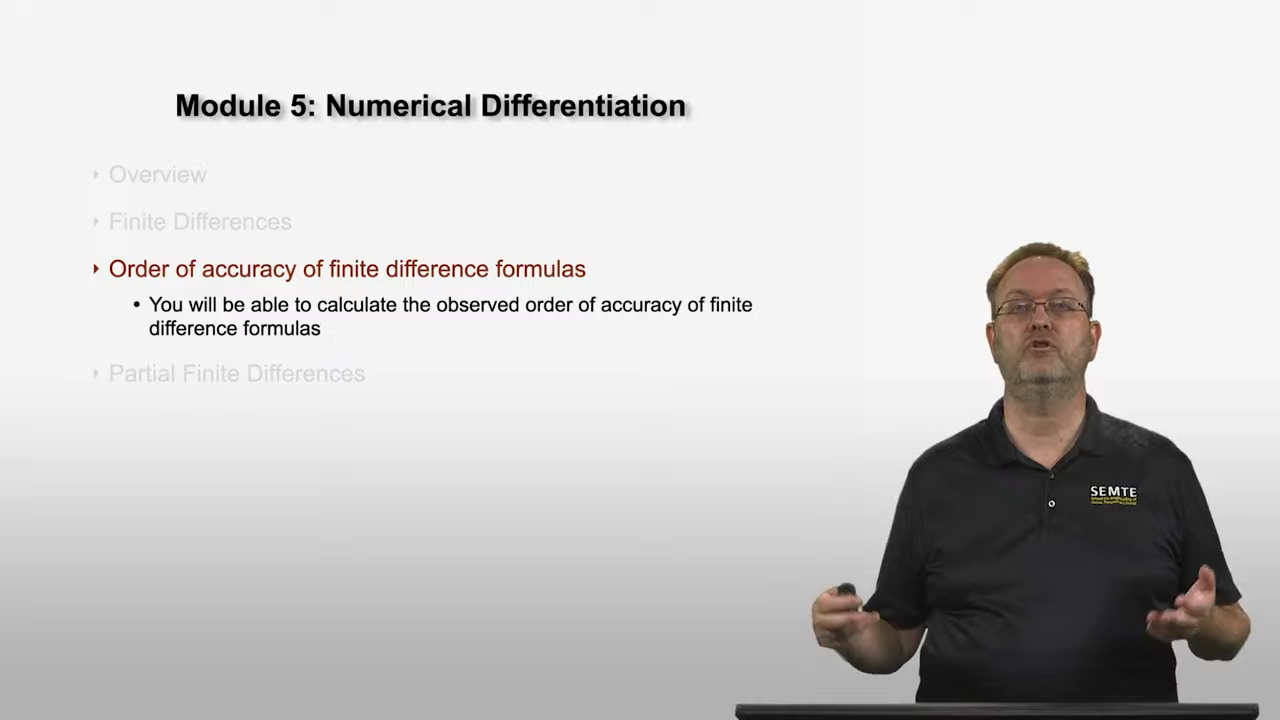 Module 5: Numerical Differentiation
Overview
Finite Differences
Order of accuracy of finite difference formulas
• You will be able to calculate the observed order of accuracy of finite
difference formulas
Partial Finite Differences
SEMTE